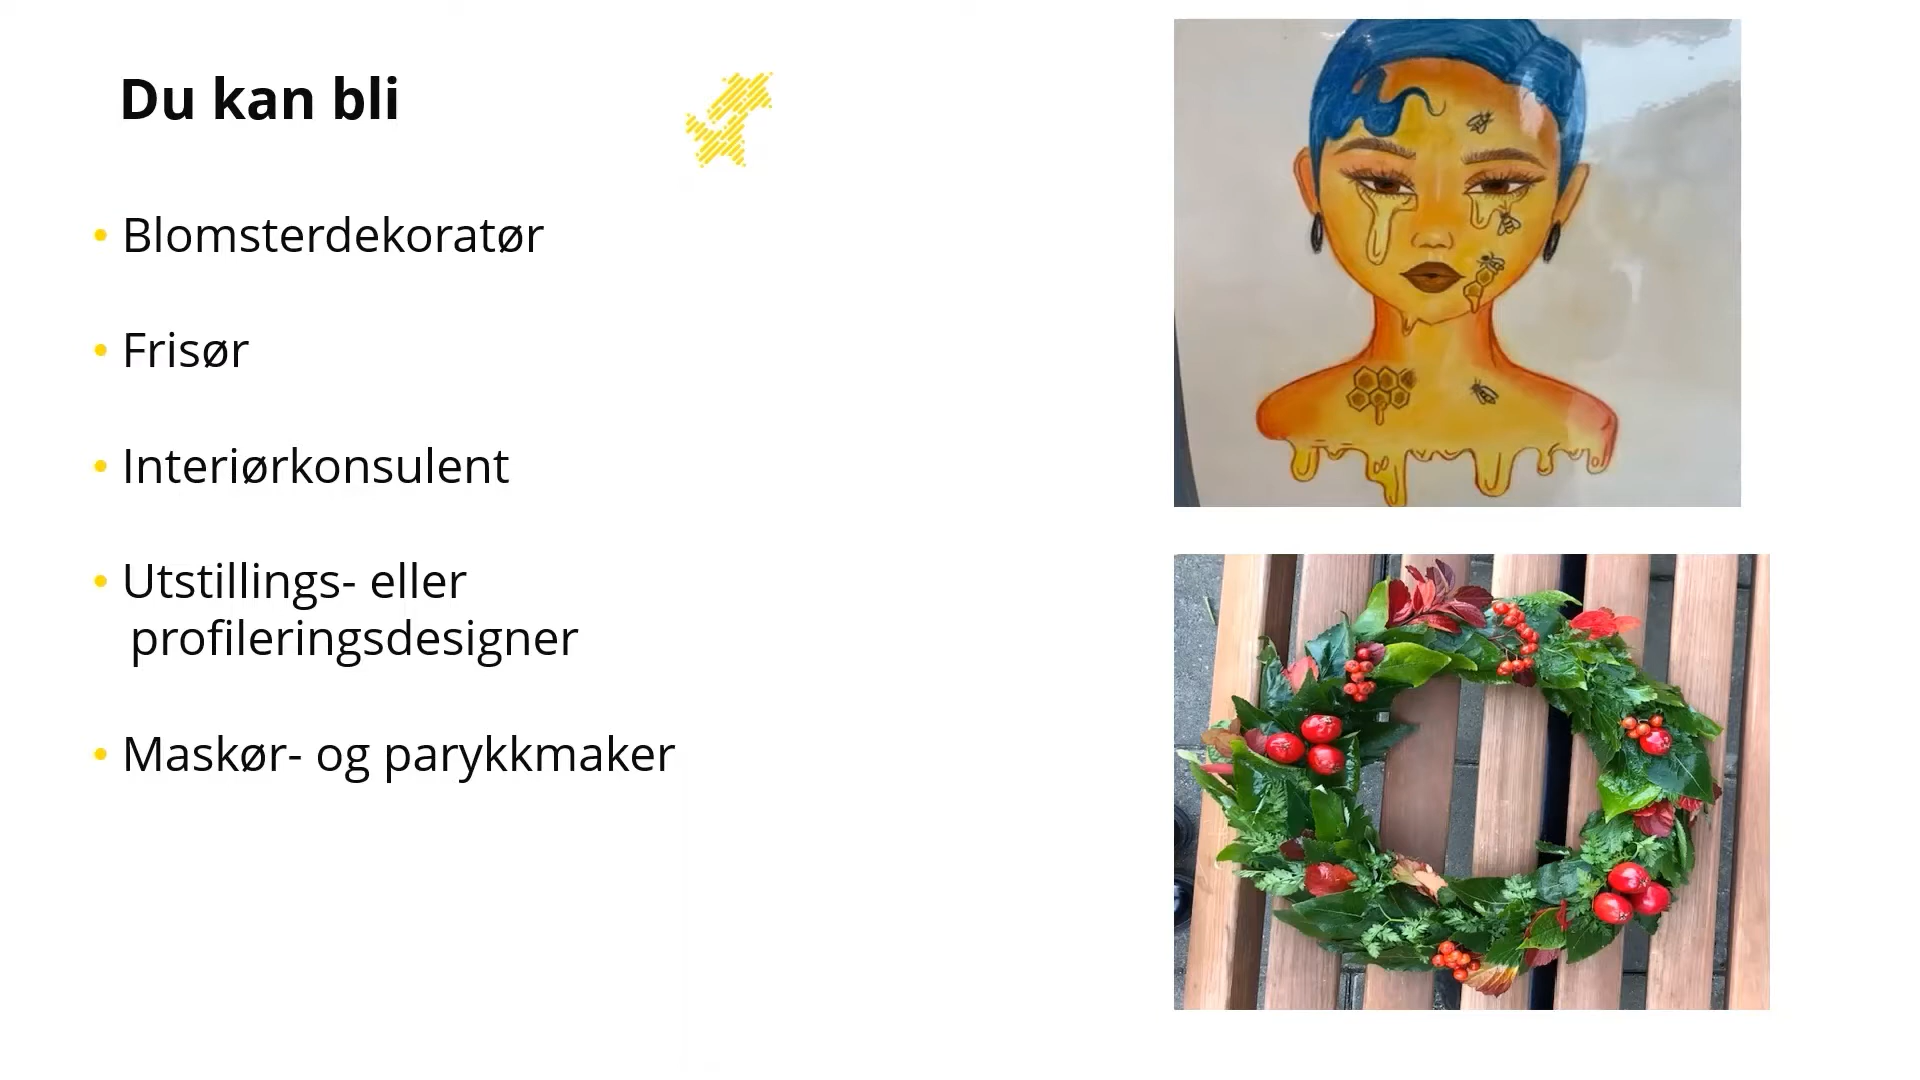 Du kan bli
• Blomsterdekoratør
• Frisør
• Interiørkonsulent
• Utstillings- eller
profileringsdesigner
• Maskør- og parykkmaker